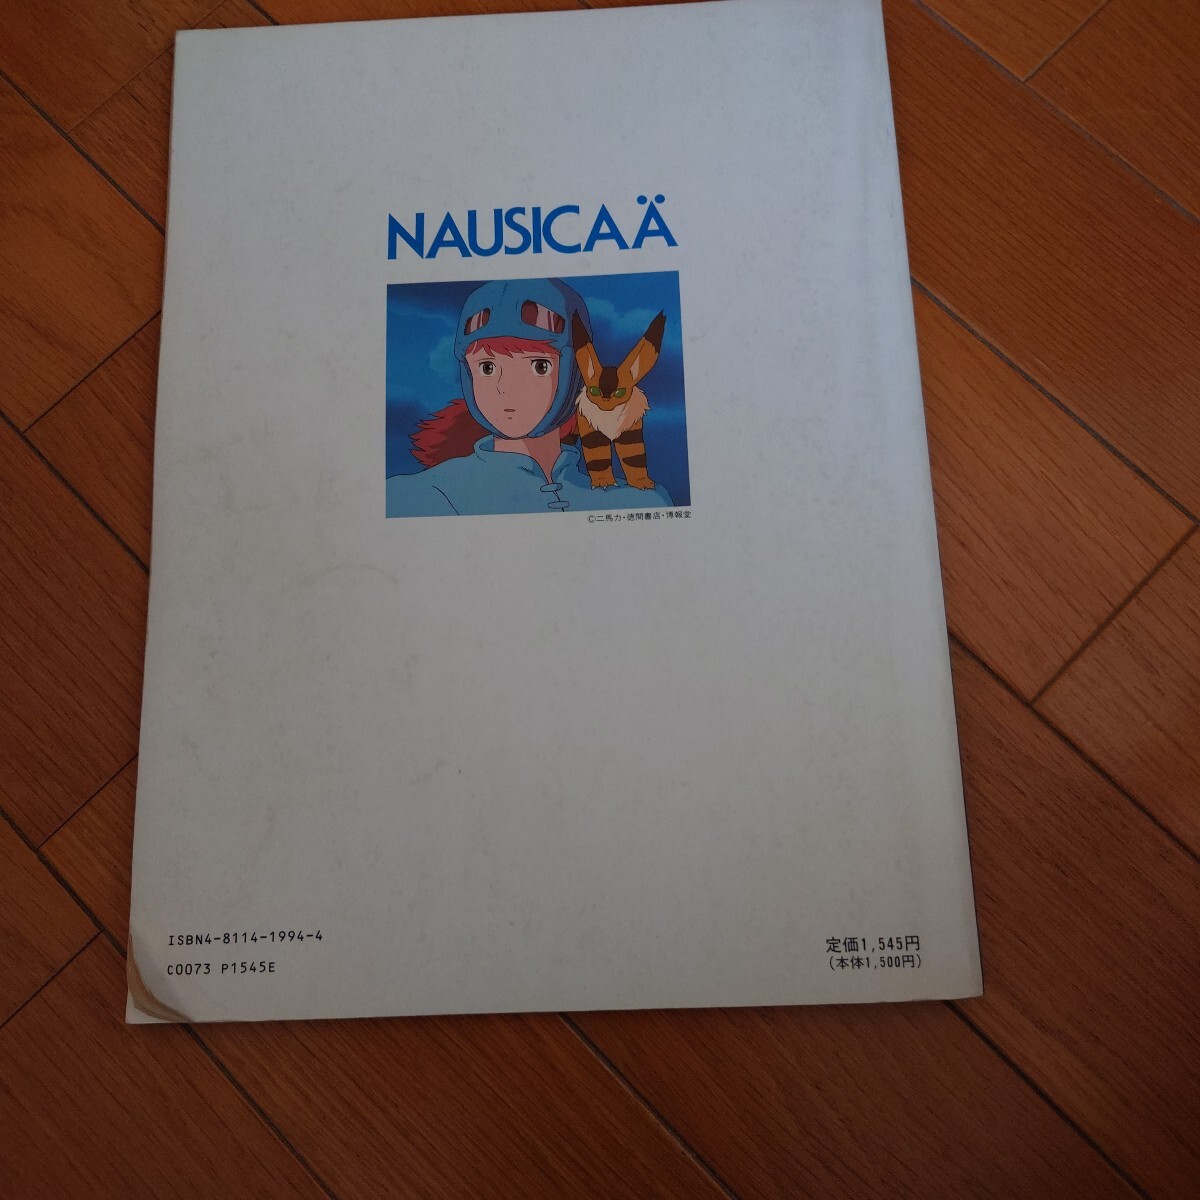 NAUSICAÄ
©二馬力・徳間書店・博報堂
ISBN4-8114-1994-4
C0073 P1545E
定価1,545円
(本体1,500円)